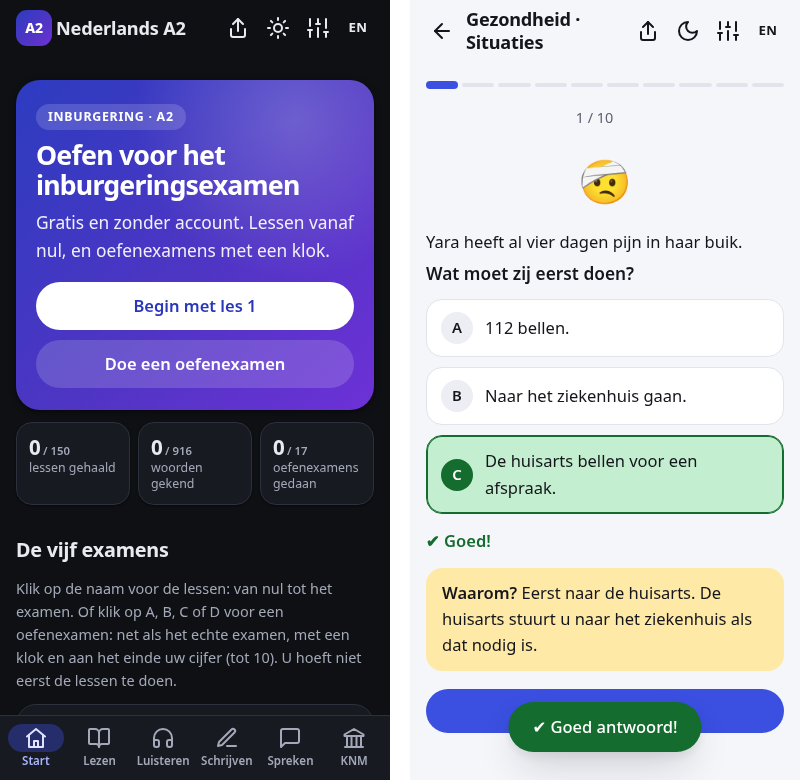 A2 Nederlands A2
EN
INBURGERING · A2
Oefen voor het
inburgeringsexamen
Gratis en zonder account. Lessen vanaf
nul, en oefenexamens met een klok.
Begin met les 1
Doe een oefenexamen
0 / 150
lessen gehaald
0 / 916
woorden
gekend
0 / 17
oefenexamens
gedaan
De vijf examens
Klik op de naam voor de lessen: van nul tot het
examen. Of klik op A, B, C of D voor een
oefenexamen: net als het echte examen, met een
klok en aan het einde uw cijfer (tot 10). U hoeft niet
eerst de lessen te doen.
Start
Lezen
Luisteren
Schrijven
Spreken
KNM
Gezondheid ·
Situaties
EN
1 / 10
Yara heeft al vier dagen pijn in haar buik.
Wat moet zij eerst doen?
A 112 bellen.
B Naar het ziekenhuis gaan.
C De huisarts bellen voor een
afspraak.
✔ Goed!
Waarom? Eerst naar de huisarts. De
huisarts stuurt u naar het ziekenhuis als
dat nodig is.
✔ Goed antwoord!